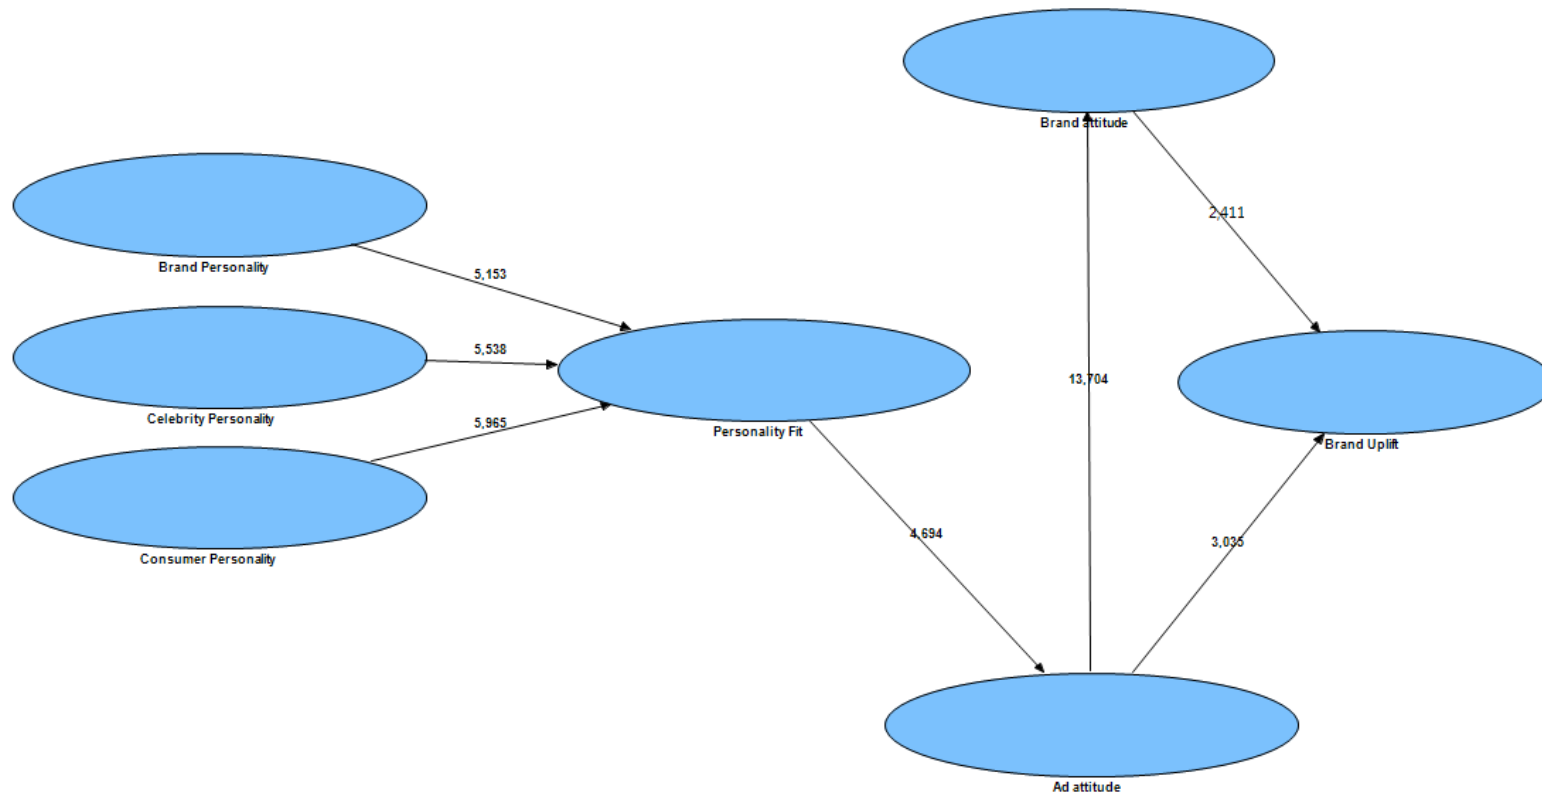 Brand attitude
2,411
Brand Personality
5,153
Celebrity Personality
5,538
Personality Fit
13,704
Brand Uplift
Consumer Personality
5,965
4,694
3,035
Ad attitude